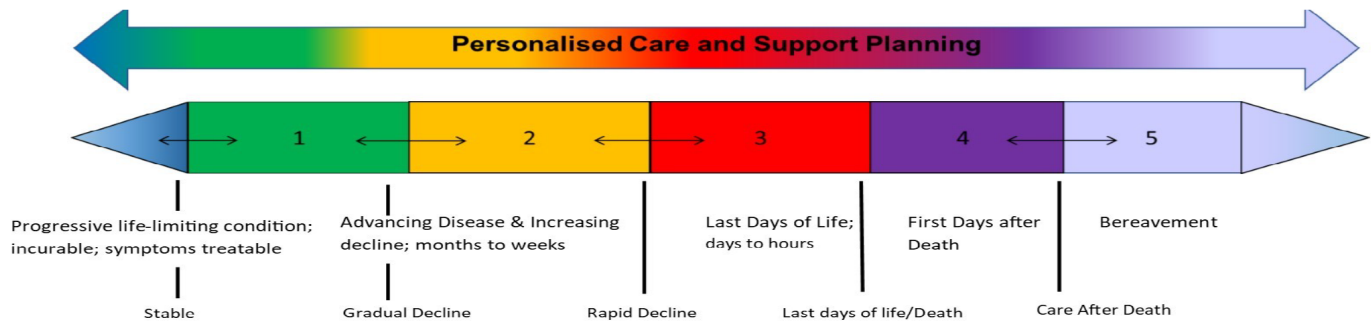 Personalised Care and Support Planning
1 2 3 4 5
Progressive life-limiting condition;
incurable; symptoms treatable
Advancing Disease & Increasing
decline; months to weeks
Last Days of Life;
days to hours
First Days after
Death
Bereavement
Stable
Gradual Decline
Rapid Decline
Last days of life/Death
Care After Death